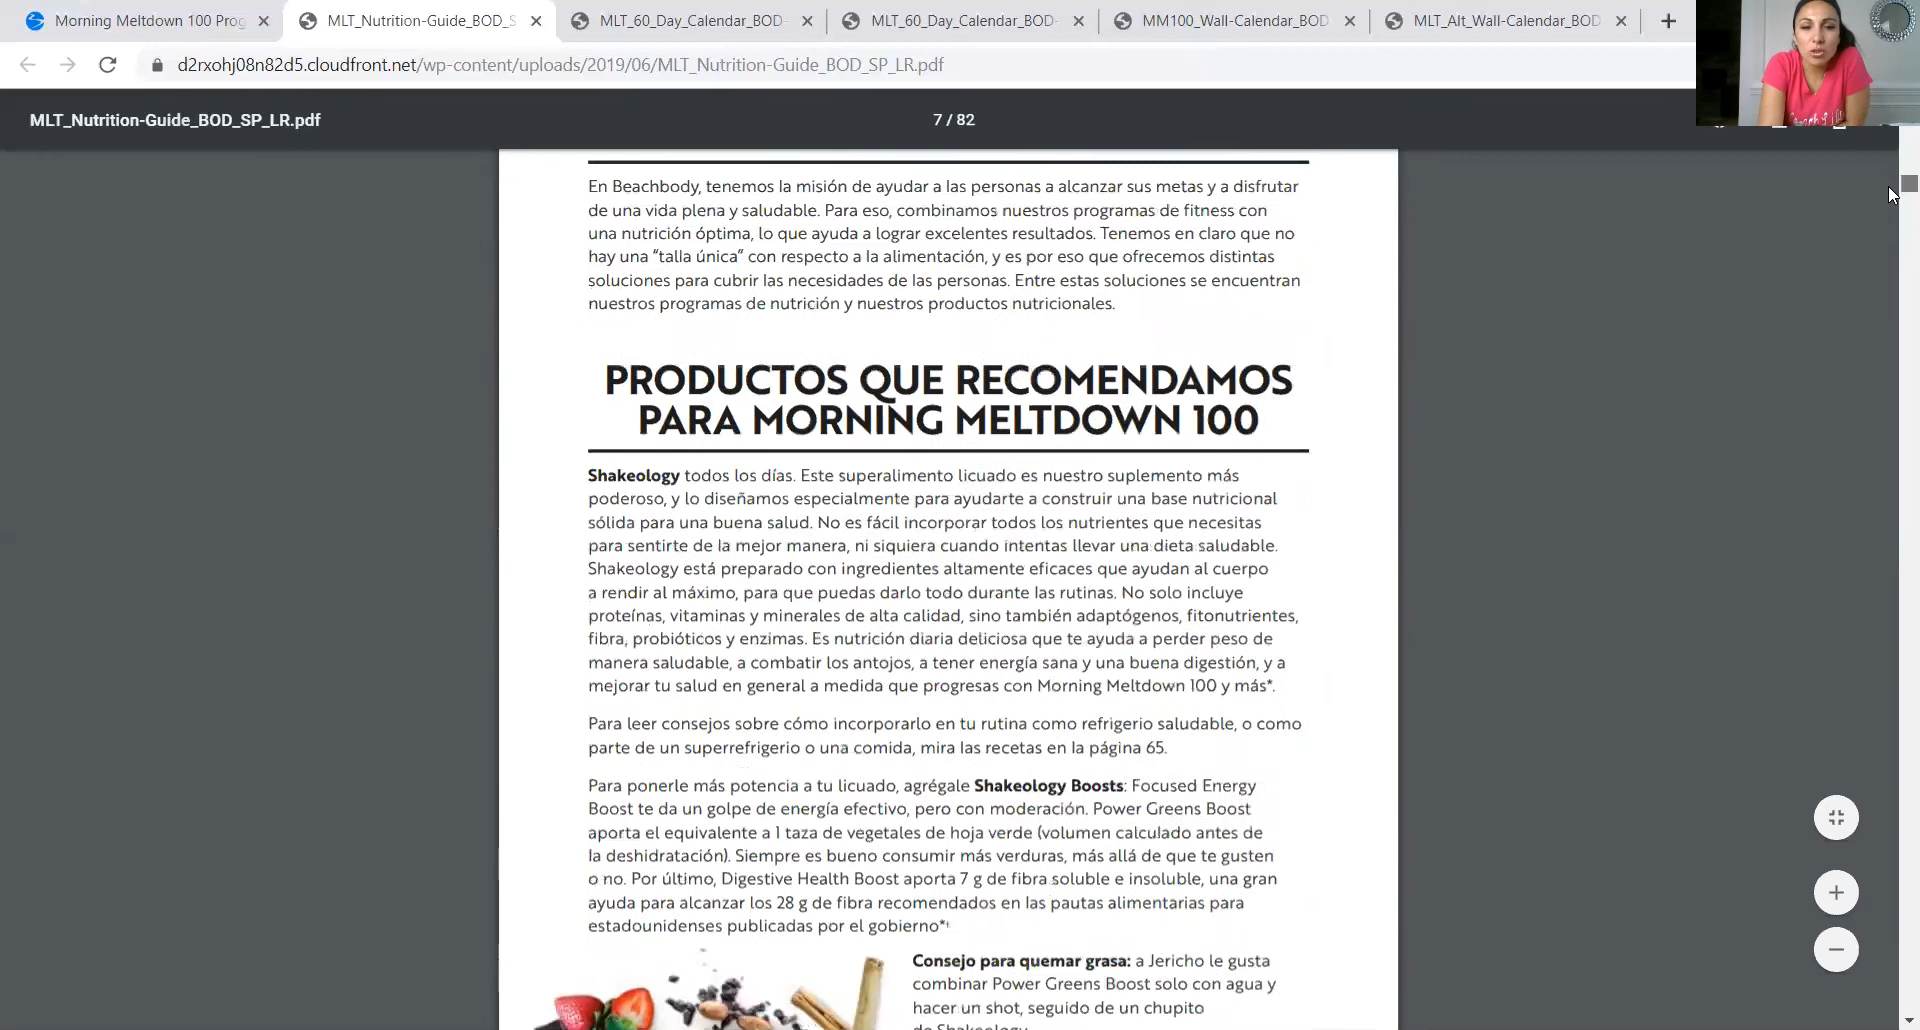 Morning Meltdown 100 Prog
MLT_Nutrition-Guide_BOD_S
MLT_60_Day_Calendar_BOD-
MLT_60_Day_Calendar_BOD-
MM100_Wall-Calendar_BOD
MLT_Alt_Wall-Calendar_BOD
d2rxohj08n82d5.cloudfront.net/wp-content/uploads/2019/06/MLT_Nutrition-Guide_BOD_SP_LR.pdf
MLT_Nutrition-Guide_BOD_SP_LR.pdf
7 / 82
En Beachbody, tenemos la misión de ayudar a las personas a alcanzar sus metas y a disfrutar
de una vida plena y saludable. Para eso, combinamos nuestros programas de fitness con
una nutrición óptima, lo que ayuda a lograr excelentes resultados. Tenemos en claro que no
hay una “talla única” con respecto a la alimentación, y es por eso que ofrecemos distintas
soluciones para cubrir las necesidades de las personas. Entre estas soluciones se encuentran
nuestros programas de nutrición y nuestros productos nutricionales.
PRODUCTOS QUE RECOMENDAMOS
PARA MORNING MELTDOWN 100
Shakeology todos los días. Este superalimento licuado es nuestro suplemento más
poderoso, y lo diseñamos especialmente para ayudarte a construir una base nutricional
sólida para una buena salud. No es fácil incorporar todos los nutrientes que necesitas
para sentirte de la mejor manera, ni siquiera cuando intentas llevar una dieta saludable.
Shakeology está preparado con ingredientes altamente eficaces que ayudan al cuerpo
a rendir al máximo, para que puedas darlo todo durante las rutinas. No solo incluye
proteínas, vitaminas y minerales de alta calidad, sino también adaptógenos, fitonutrientes,
fibra, probióticos y enzimas. Es nutrición diaria deliciosa que te ayuda a perder peso de
manera saludable, a combatir los antojos, a tener energía sana y una buena digestión, y a
mejorar tu salud en general a medida que progresas con Morning Meltdown 100 y más*.
Para leer consejos sobre cómo incorporarlo en tu rutina como refrigerio saludable, o como
parte de un superrefrigerio o una comida, mira las recetas en la página 65.
Para ponerle más potencia a tu licuado, agrégale Shakeology Boosts: Focused Energy
Boost te da un golpe de energía efectivo, pero con moderación. Power Greens Boost
aporta el equivalente a 1 taza de vegetales de hoja verde (volumen calculado antes de
la deshidratación). Siempre es bueno consumir más verduras, más allá de que te gusten
o no. Por último, Digestive Health Boost aporta 7 g de fibra soluble e insoluble, una gran
ayuda para alcanzar los 28 g de fibra recomendados en las pautas alimentarias para
estadounidenses publicadas por el gobierno*
Consejo para quemar grasa: a Jericho le gusta
combinar Power Greens Boost solo con agua y
hacer un shot, seguido de un chupito
de Shakeology